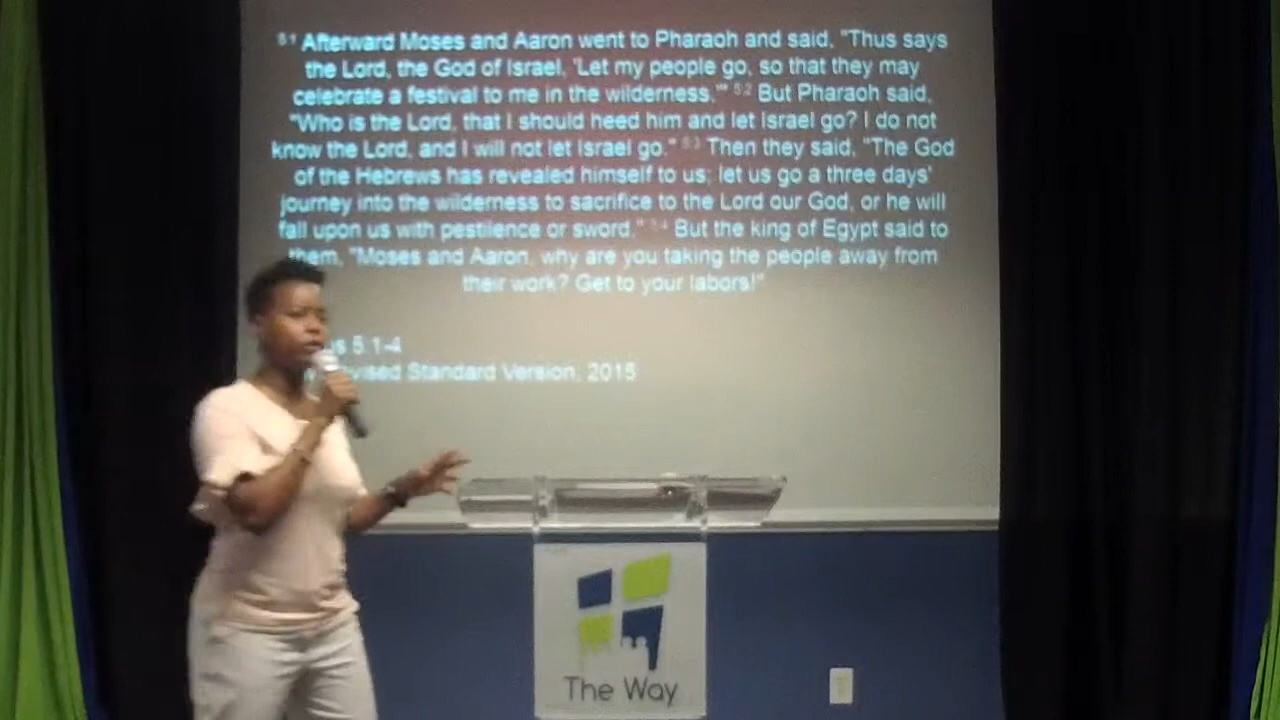 5:1 Afterward Moses and Aaron went to Pharaoh and said, "Thus says
the Lord, the God of Israel, 'Let my people go, so that they may
celebrate a festival to me in the wilderness.'" 5:2 But Pharaoh said,
"Who is the Lord, that I should heed him and let Israel go? I do not
know the Lord, and I will not let Israel go." 5:3 Then they said, "The God
of the Hebrews has revealed himself to us; let us go a three days'
journey into the wilderness to sacrifice to the Lord our God, or he will
fall upon us with pestilence or sword." 5:4 But the king of Egypt said to
them, "Moses and Aaron, why are you taking the people away from
their work? Get to your labors!"
5:1-4
Standard Version, 2015
The Way